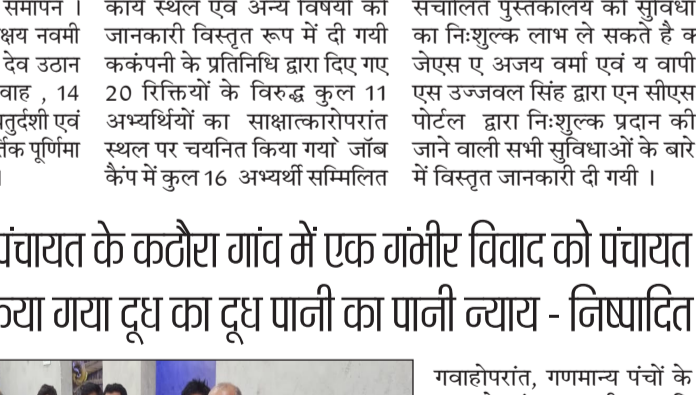 समापन ।
क्षय नवमी
देव उठान
वाह , 14
चतुर्दशी एवं
र्तिक पूर्णिमा
।
कार्य स्थल एवं अन्य विषयों की
जानकारी विस्तृत रूप में दी गयी
ककंपनी के प्रतिनिधि द्वारा दिए गए
20 रिक्तियों के विरुद्ध कुल 11
अभ्यर्थियों का साक्षात्कारोपरांत
स्थल पर चयनित किया गया` जॉब
कैंप में कुल 16 अभ्यर्थी सम्मिलित
संचालित पुस्तकालय की सुविधा
का निःशुल्क लाभ ले सकते है
जेएस ए अजय वर्मा एवं य वापी
एस उज्जवल सिंह द्वारा एन सीएस
पोर्टल द्वारा निःशुल्क प्रदान की
जाने वाली सभी सुविधाओं के बारे
में विस्तृत जानकारी दी गयी ।
पंचायत के कठौरा गांव में एक गंभीर विवाद को पंचायत
किया गया दूध का दूध पानी का पानी न्याय - निष्पादित
गवाहोपरांत, गणमान्य पंचों के